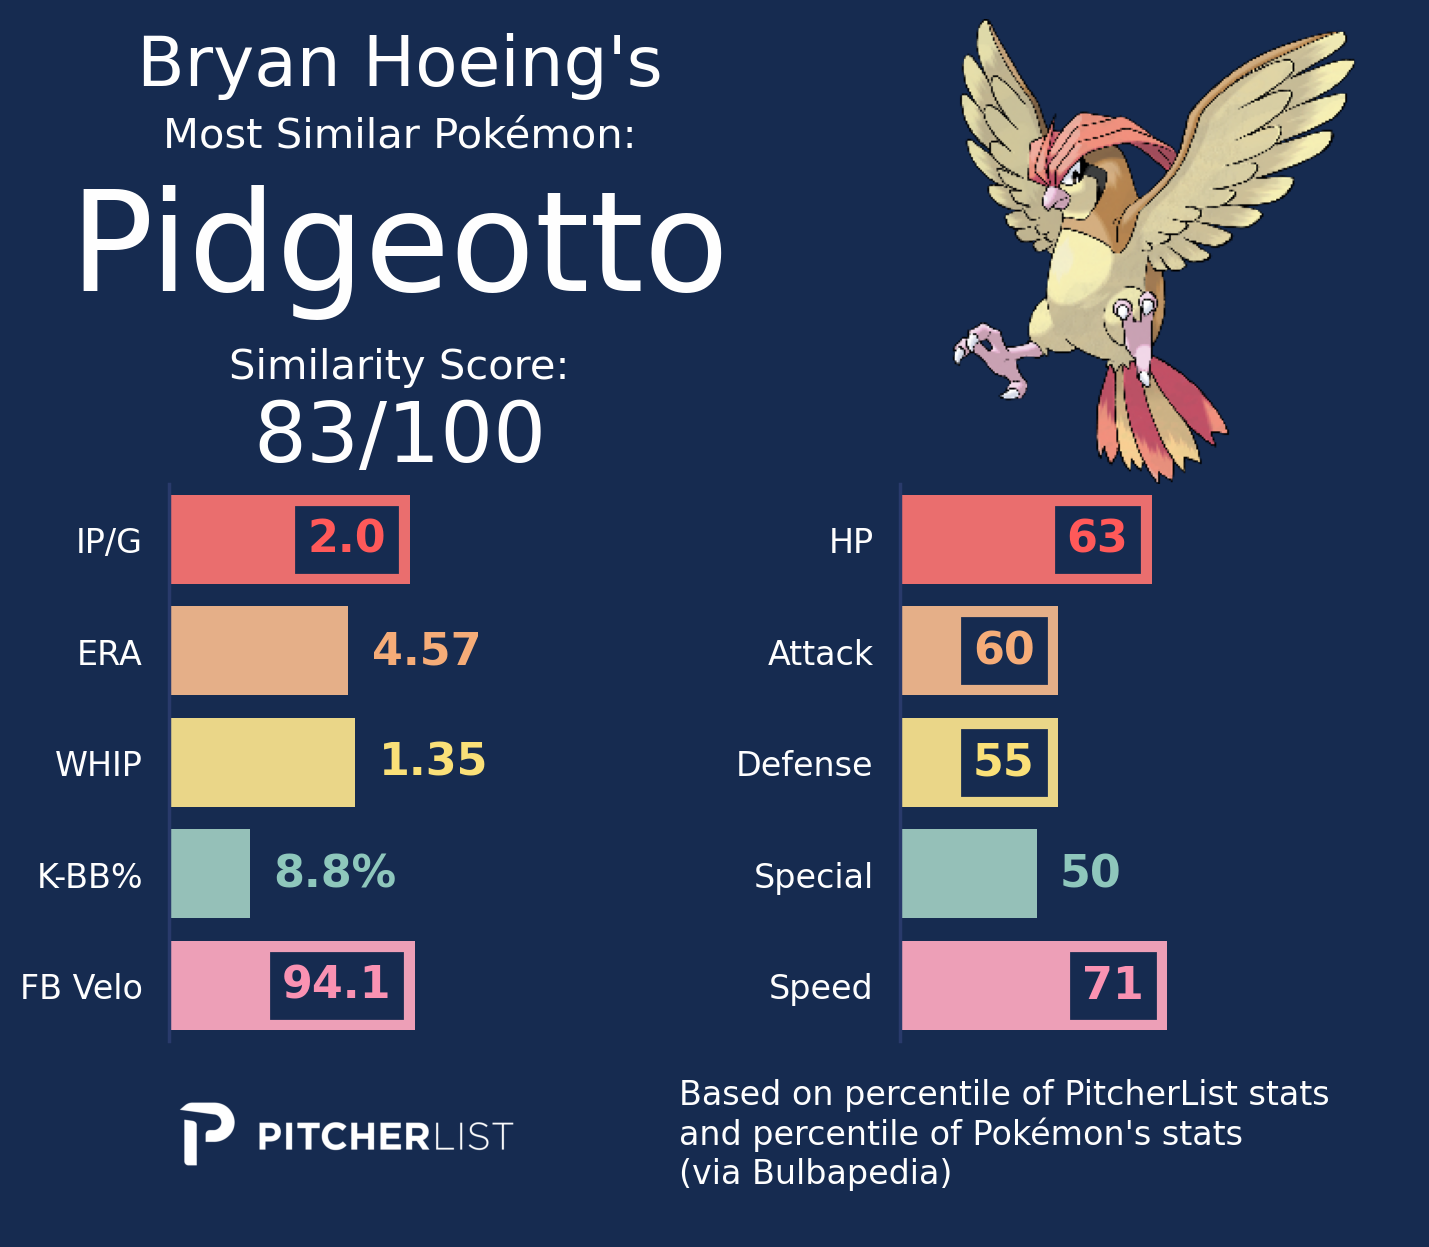 Bryan Hoeing's
Most Similar Pokémon:
Pidgeotto
Similarity Score:
83/100
IP/G 2.0
ERA 4.57
WHIP 1.35
K-BB% 8.8%
FB Velo 94.1
HP 63
Attack 60
Defense 55
Special 50
Speed 71
PITCHERLIST
Based on percentile of PitcherList stats
and percentile of Pokémon's stats
(via Bulbapedia)